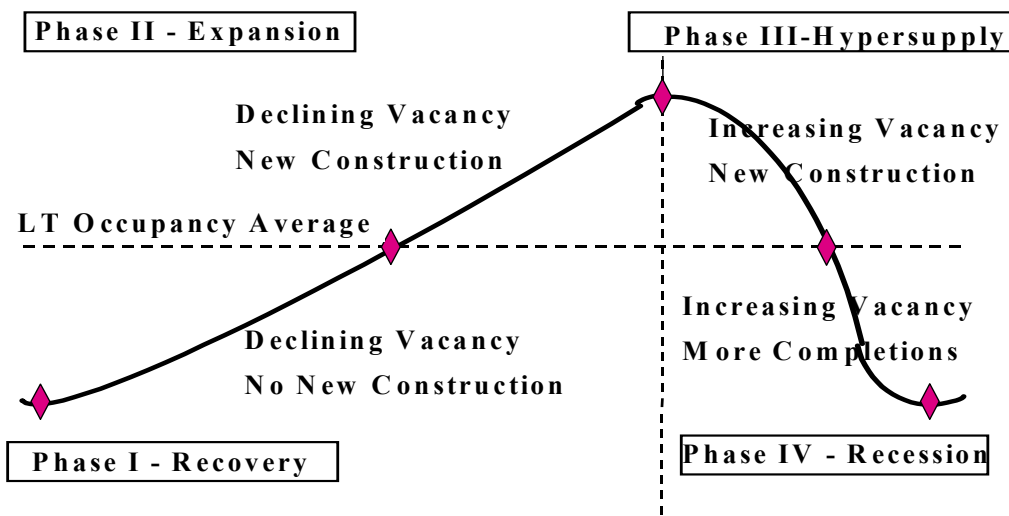 Phase II - Expansion
Phase III-Hypersupply
Declining Vacancy
New Construction
Increasing Vacancy
New Construction
LT Occupancy Average
Declining Vacancy
No New Construction
Increasing Vacancy
More Completions
Phase I - Recovery
Phase IV - Recession